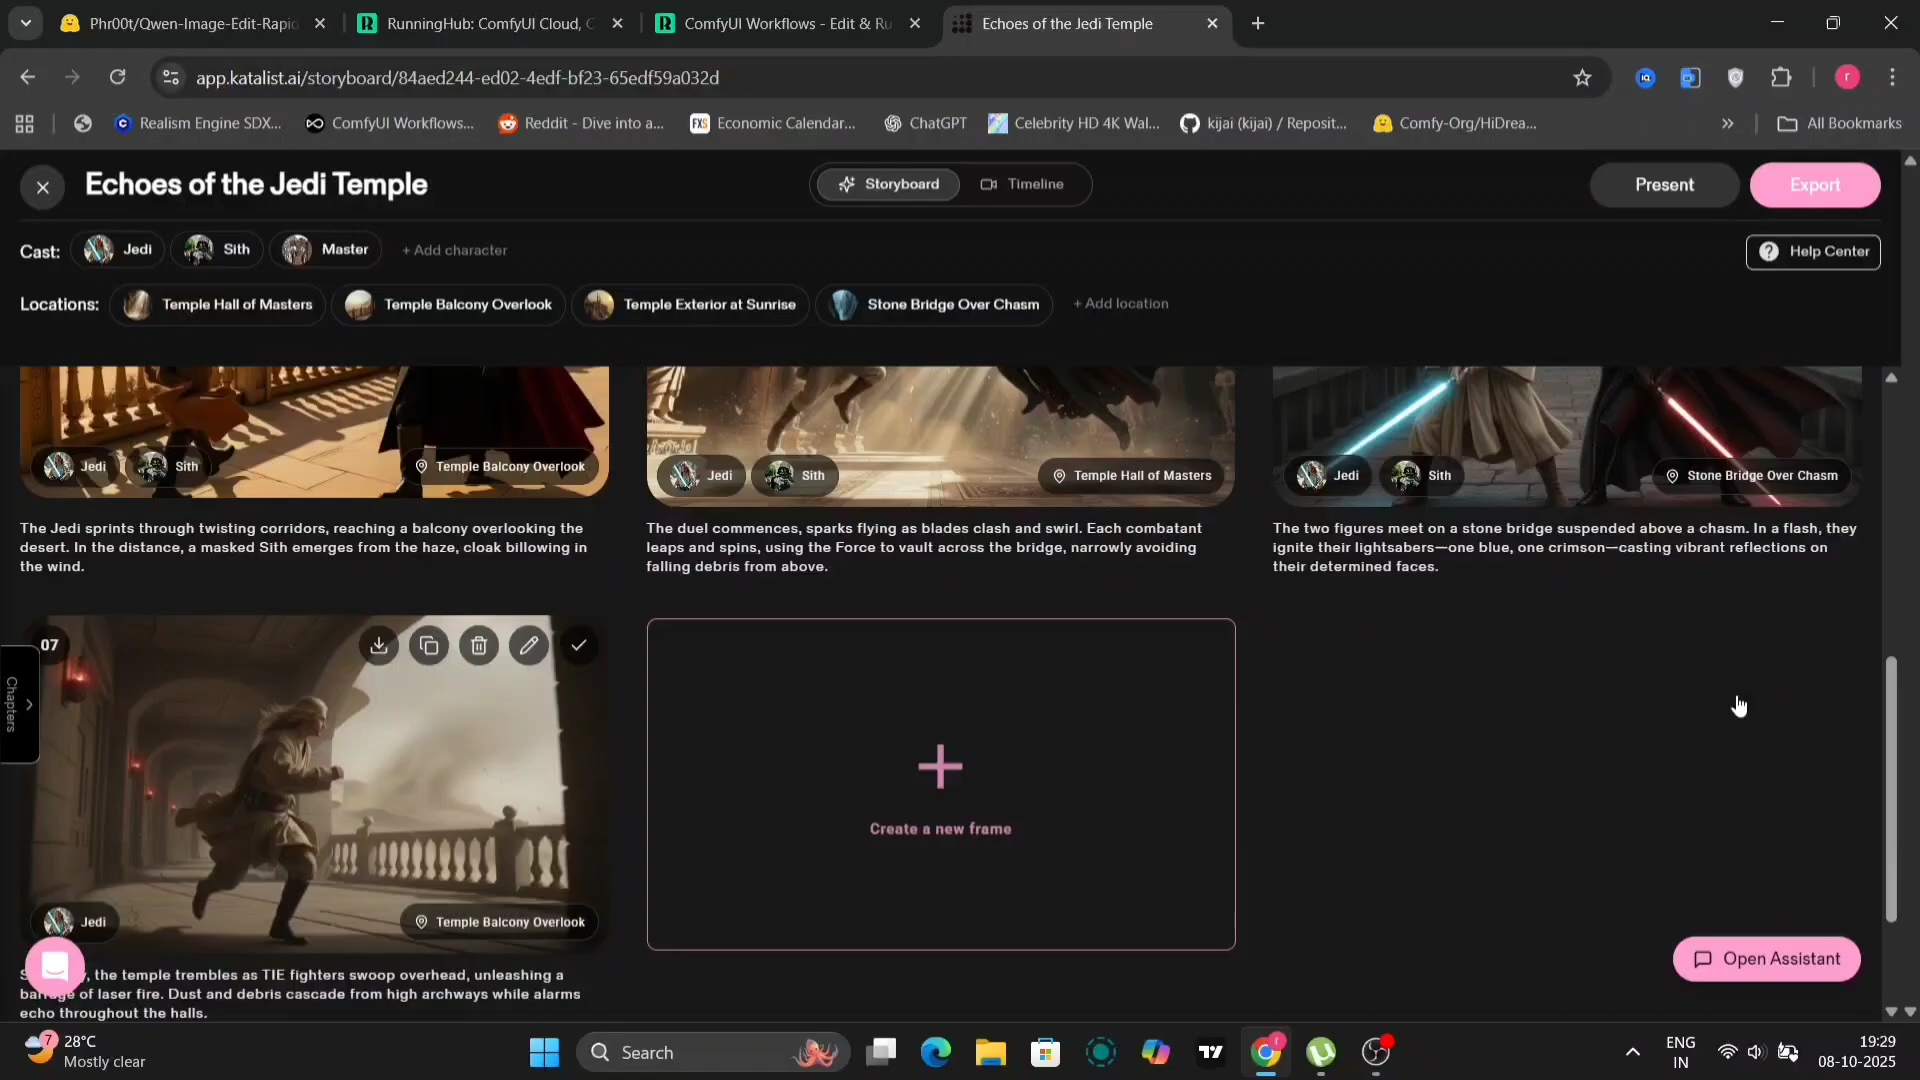 Phr00t/Qwen-Image-Edit-Rapid
RunningHub: ComfyUI Cloud, C
ComfyUI Workflows - Edit & Ru
Echoes of the Jedi Temple
app.katalist.ai/storyboard/84aed244-ed02-4edf-bf23-65edf59a032d
Realism Engine SDX...
ComfyUI Workflows...
Reddit - Dive into a...
Economic Calendar...
ChatGPT
Celebrity HD 4K Wal...
kijai (kijai) / Reposit...
Comfy-Org/HiDrea...
All Bookmarks
Echoes of the Jedi Temple
Storyboard
Timeline
Present
Export
Cast:
Jedi
Sith
Master
+ Add character
Help Center
Locations:
Temple Hall of Masters
Temple Balcony Overlook
Temple Exterior at Sunrise
Stone Bridge Over Chasm
+ Add location
Jedi
Sith
Temple Balcony Overlook
Jedi
Sith
Temple Hall of Masters
Jedi
Sith
Stone Bridge Over Chasm
The Jedi sprints through twisting corridors, reaching a balcony overlooking the
desert. In the distance, a masked Sith emerges from the haze, cloak billowing in
the wind.
The duel commences, sparks flying as blades clash and swirl. Each combatant
leaps and spins, using the Force to vault across the bridge, narrowly avoiding
falling debris from above.
The two figures meet on a stone bridge suspended above a chasm. In a flash, they
ignite their lightsabers—one blue, one crimson—casting vibrant reflections on
their determined faces.
07
Chapters
Create a new frame
Jedi
Temple Balcony Overlook
the temple trembles as TIE fighters swoop overhead, unleashing a
of laser fire. Dust and debris cascade from high archways while alarms
echo throughout the halls.
Open Assistant
7
28°C
Mostly clear
Search
ENG
IN
19:29
08-10-2025